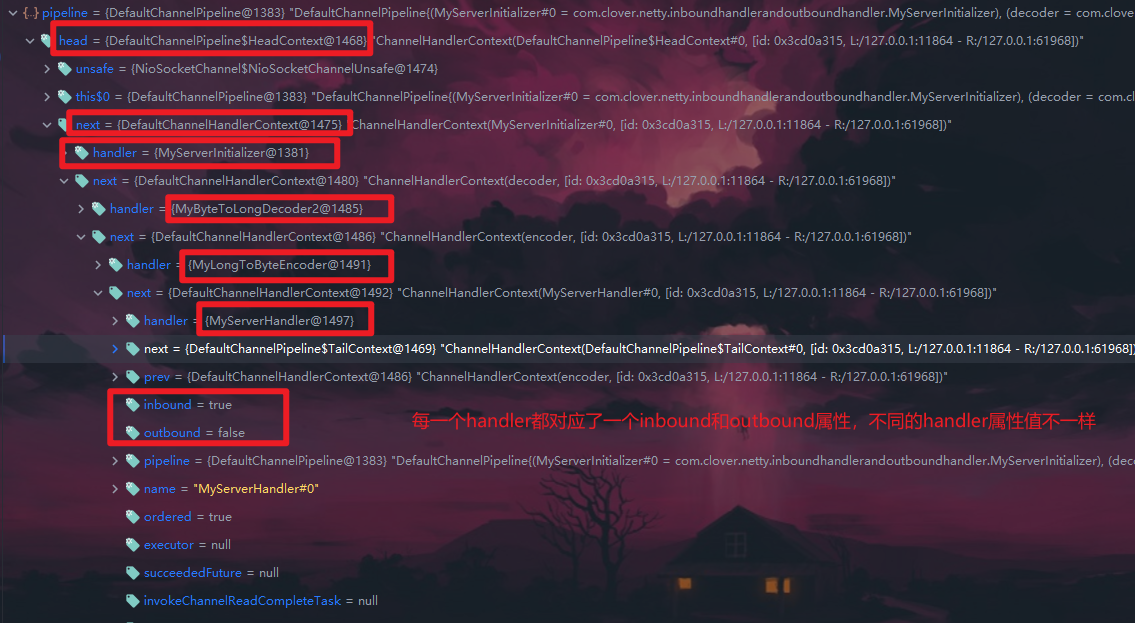 {...} pipeline = {DefaultChannelPipeline@1383} "DefaultChannelPipeline{(MyServerInitializer#0 = com.clover.netty.inboundhandlerandoutboundhandler.MyServerInitializer), (decoder = com.clover
head = {DefaultChannelPipeline$HeadContext@1468} "ChannelHandlerContext(DefaultChannelPipeline$HeadContext#0, [id: 0x3cd0a315, L:/127.0.0.1:11864 - R:/127.0.0.1:61968])"
unsafe = {NioSocketChannel$NioSocketChannelUnsafe@1474}
this$0 = {DefaultChannelPipeline@1383} "DefaultChannelPipeline{(MyServerInitializer#0 = com.clover.netty.inboundhandlerandoutboundhandler.MyServerInitializer), (decoder = com.cl
next = {DefaultChannelHandlerContext@1475} "ChannelHandlerContext(MyServerInitializer#0, [id: 0x3cd0a315, L:/127.0.0.1:11864 - R:/127.0.0.1:61968])"
handler = {MyServerInitializer@1381}
next = {DefaultChannelHandlerContext@1480} "ChannelHandlerContext(decoder, [id: 0x3cd0a315, L:/127.0.0.1:11864 - R:/127.0.0.1:61968])"
handler = {MyByteToLongDecoder2@1485}
next = {DefaultChannelHandlerContext@1486} "ChannelHandlerContext(encoder, [id: 0x3cd0a315, L:/127.0.0.1:11864 - R:/127.0.0.1:61968])"
handler = {MyLongToByteEncoder@1491}
next = {DefaultChannelHandlerContext@1492} "ChannelHandlerContext(MyServerHandler#0, [id: 0x3cd0a315, L:/127.0.0.1:11864 - R:/127.0.0.1:61968])"
handler = {MyServerHandler@1497}
next = {DefaultChannelPipeline$TailContext@1469} "ChannelHandlerContext(DefaultChannelPipeline$TailContext#0, [id: 0x3cd0a315, L:/127.0.0.1:11864 - R:/127.0.0.1:61968])
prev = {DefaultChannelHandlerContext@1486} "ChannelHandlerContext(encoder, [id: 0x3cd0a315, L:/127.0.0.1:11864 - R:/127.0.0.1:61968])"
inbound = true
每一个handler都对应了一个inbound和outbound属性，不同的handler属性值不一样
outbound = false
pipeline = {DefaultChannelPipeline@1383} "DefaultChannelPipeline{(MyServerInitializer#0 = com.clover.netty.inboundhandlerandoutboundhandler.MyServerInitializer), (dec
name = "MyServerHandler#0"
ordered = true
executor = null
succeededFuture = null
invokeChannelReadCompleteTask = null